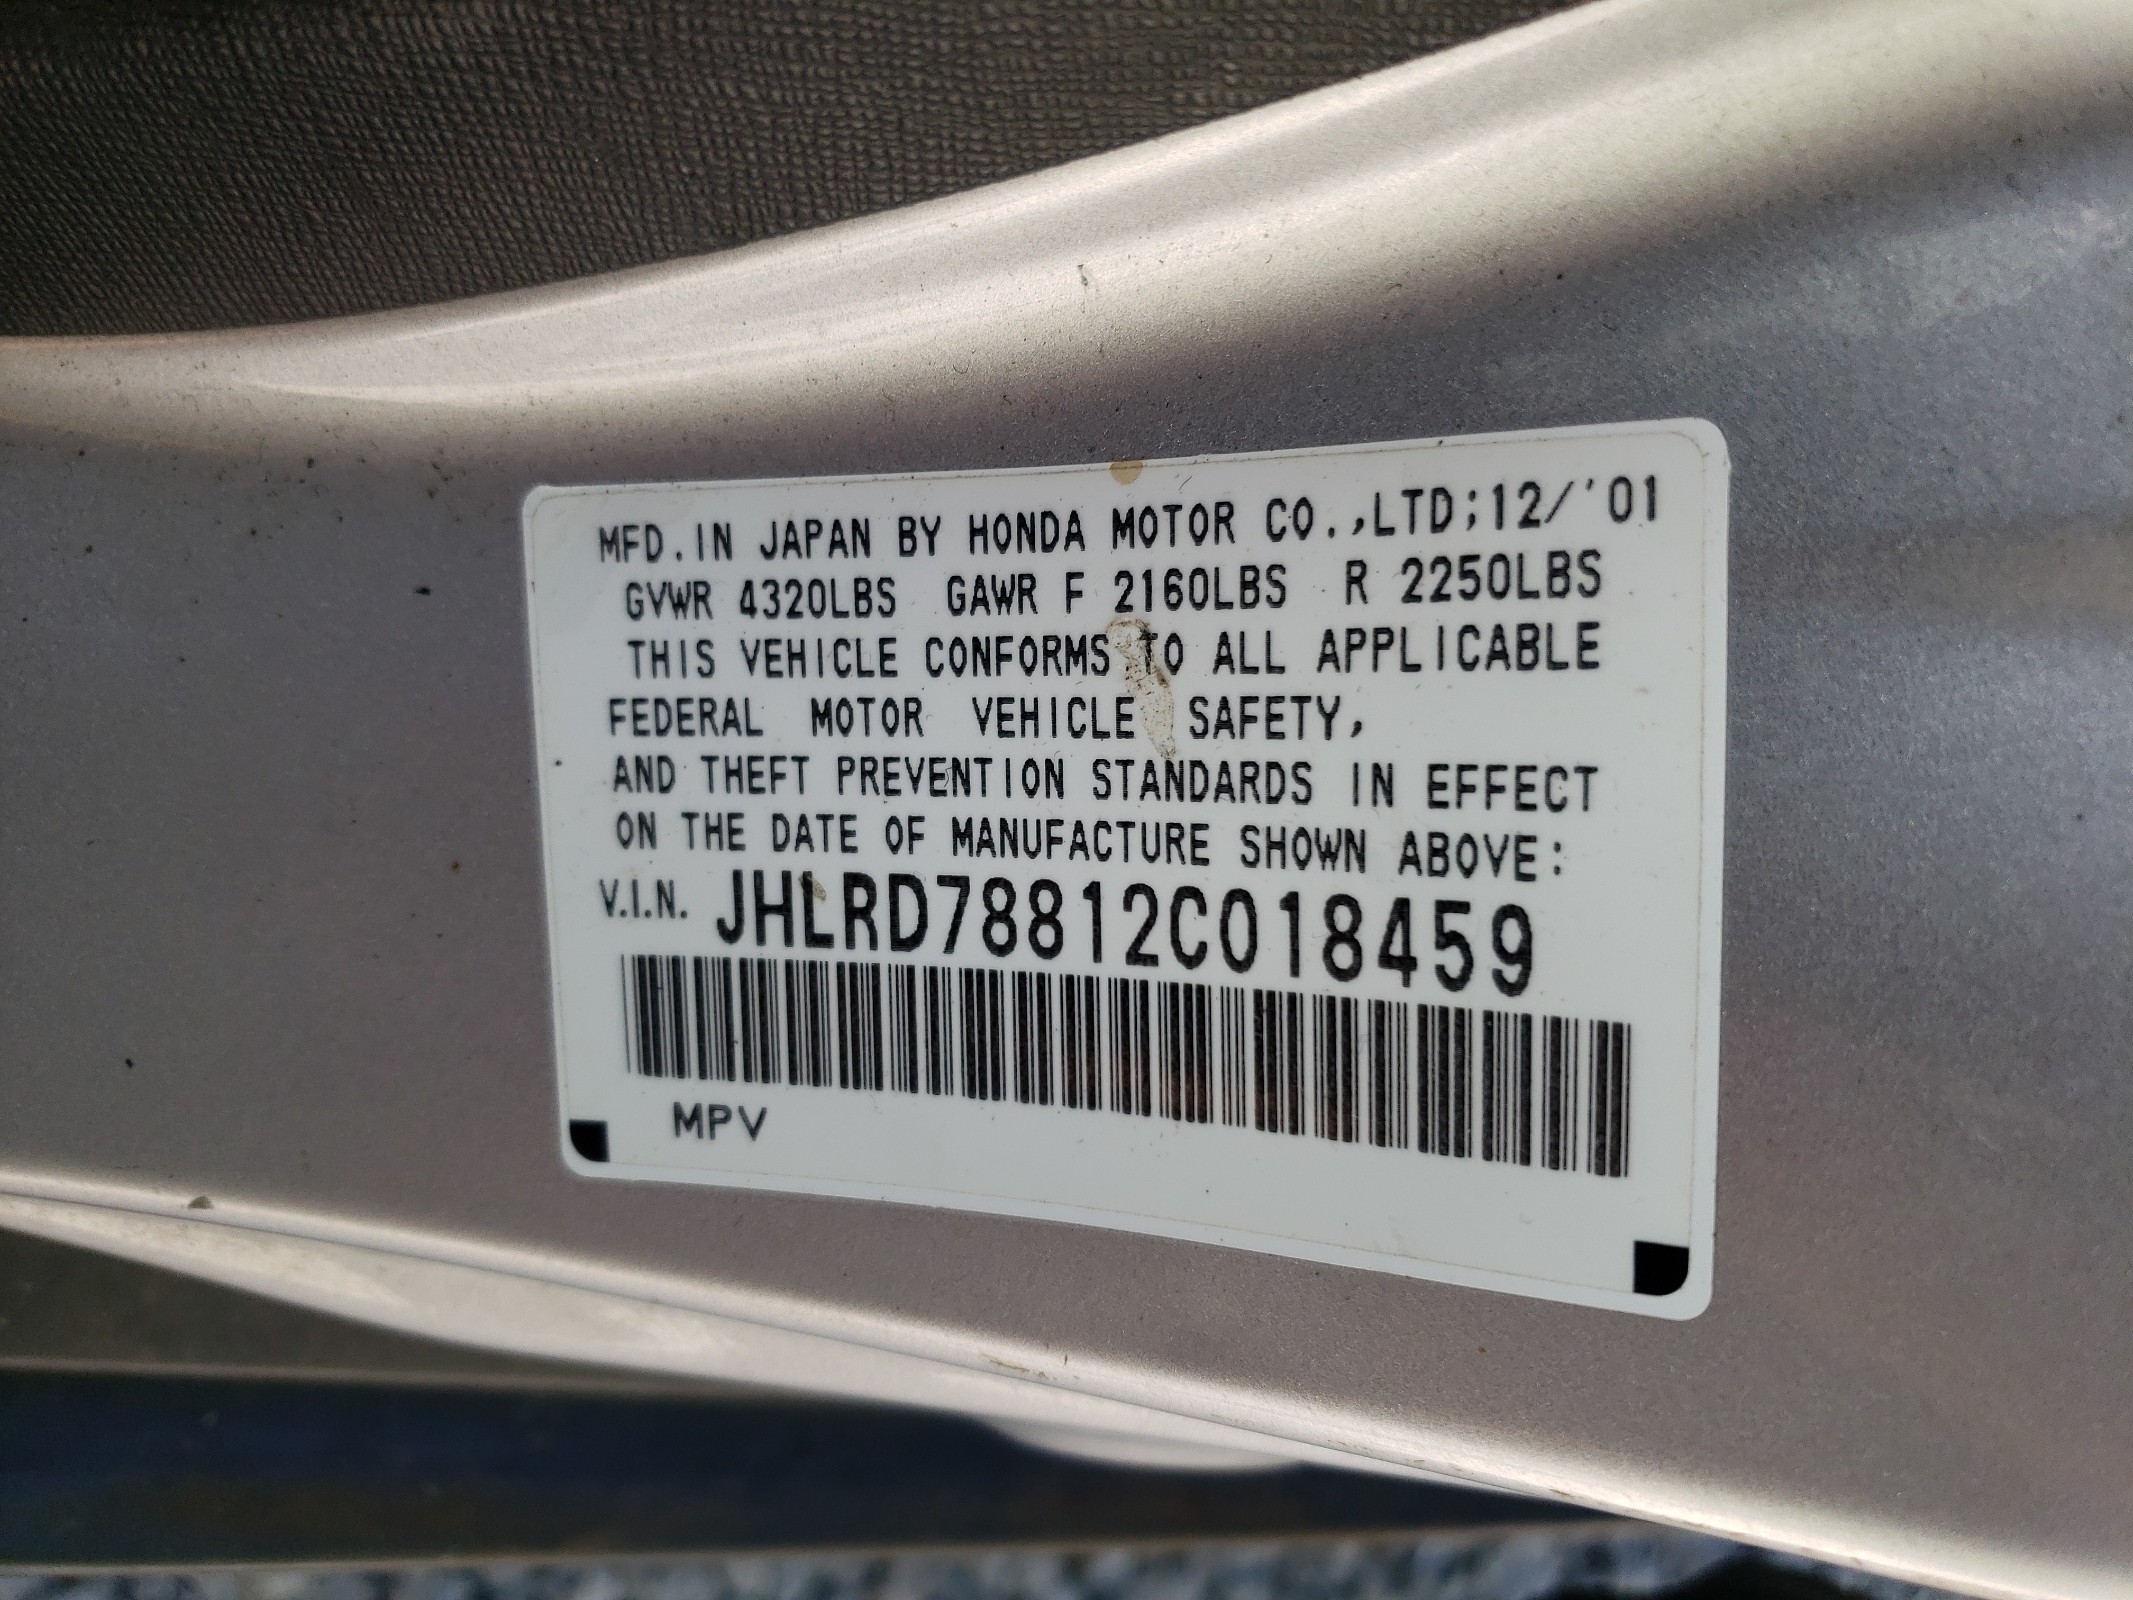 MFD.IN JAPAN BY HONDA MOTOR CO.,LTD;12/'01
GVWR 4320LBS GAWR F 2160LBS R 2250LBS
THIS VEHICLE CONFORMS TO ALL APPLICABLE
FEDERAL MOTOR VEHICLE SAFETY,
AND THEFT PREVENTION STANDARDS IN EFFECT
ON THE DATE OF MANUFACTURE SHOWN ABOVE:
V.I.N. JHLRD78812C018459
MPV